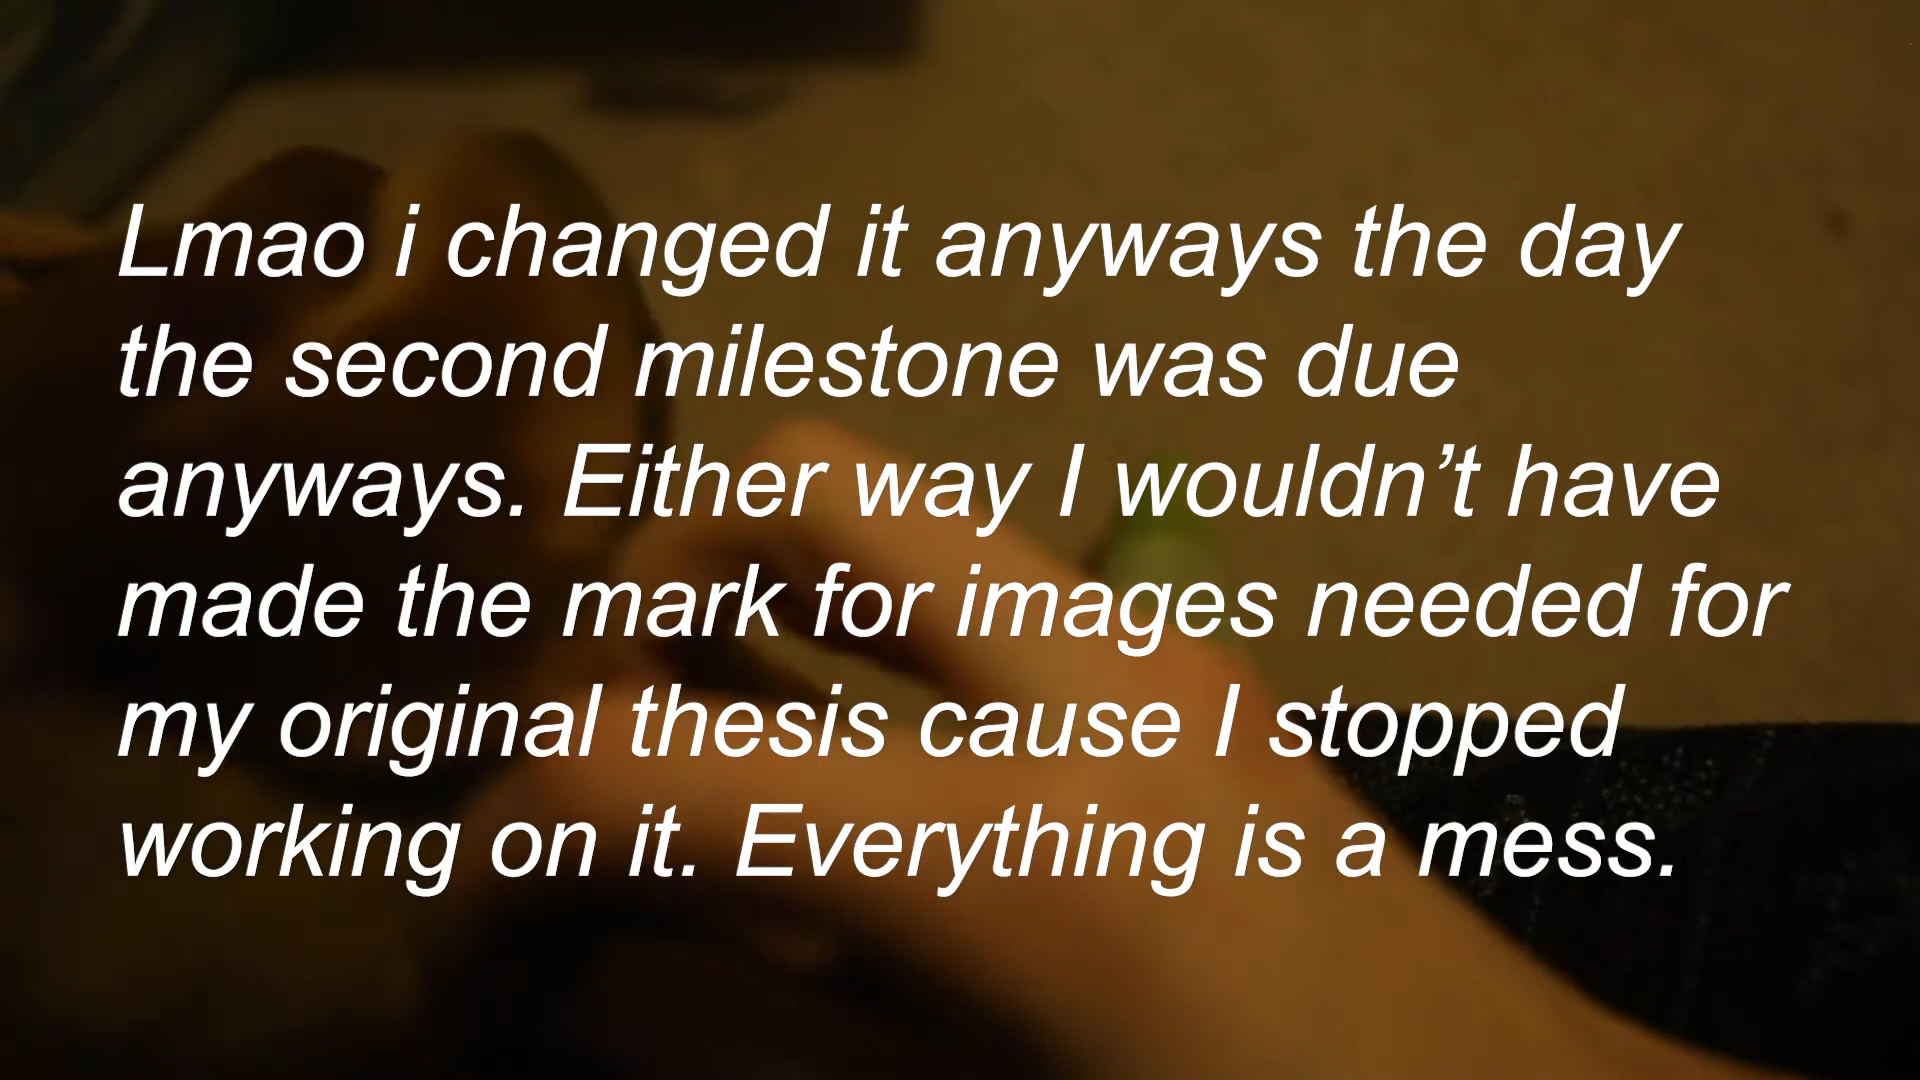 Lmao i changed it anyways the day
the second milestone was due
anyways. Either way I wouldn’t have
made the mark for images needed for
my original thesis cause I stopped
working on it. Everything is a mess.